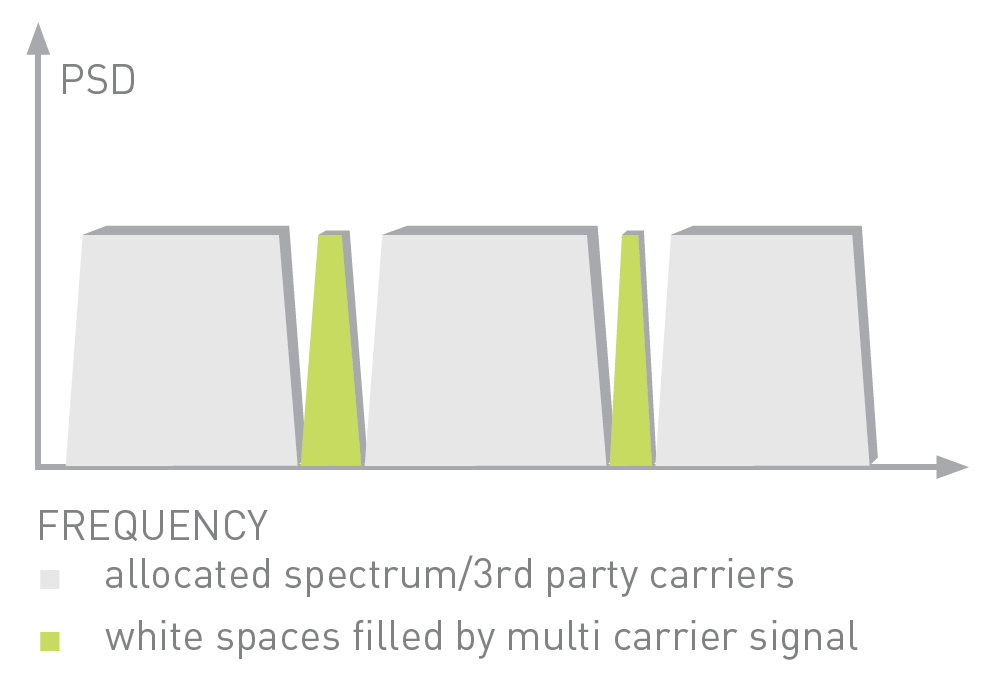 PSD
FREQUENCY
allocated spectrum/3rd party carriers
white spaces filled by multi carrier signal